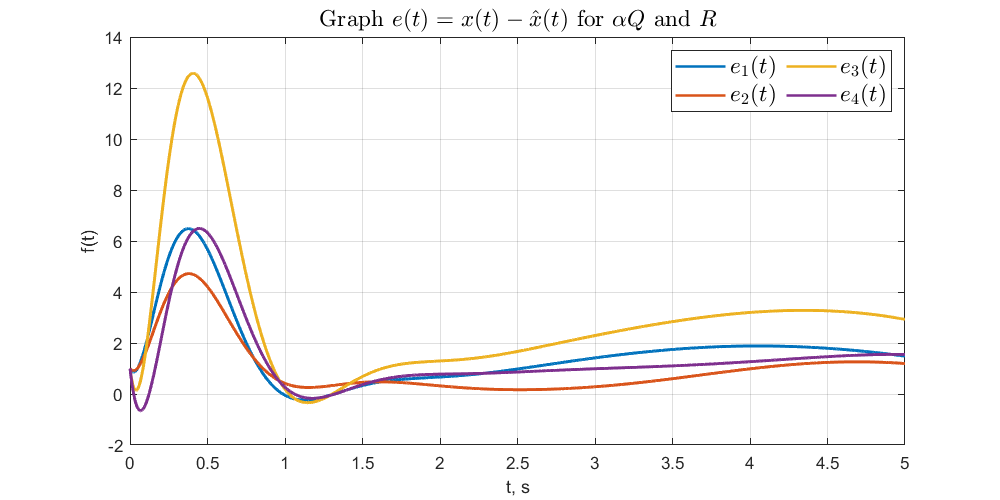 Graph e(t) = x(t) − x̂(t) for αQ and R
14
12
10
8
6
4
2
0
-2
f(t)
e₁(t) e₃(t)
e₂(t) e₄(t)
0 0.5 1 1.5 2 2.5 3 3.5 4 4.5 5
t, s